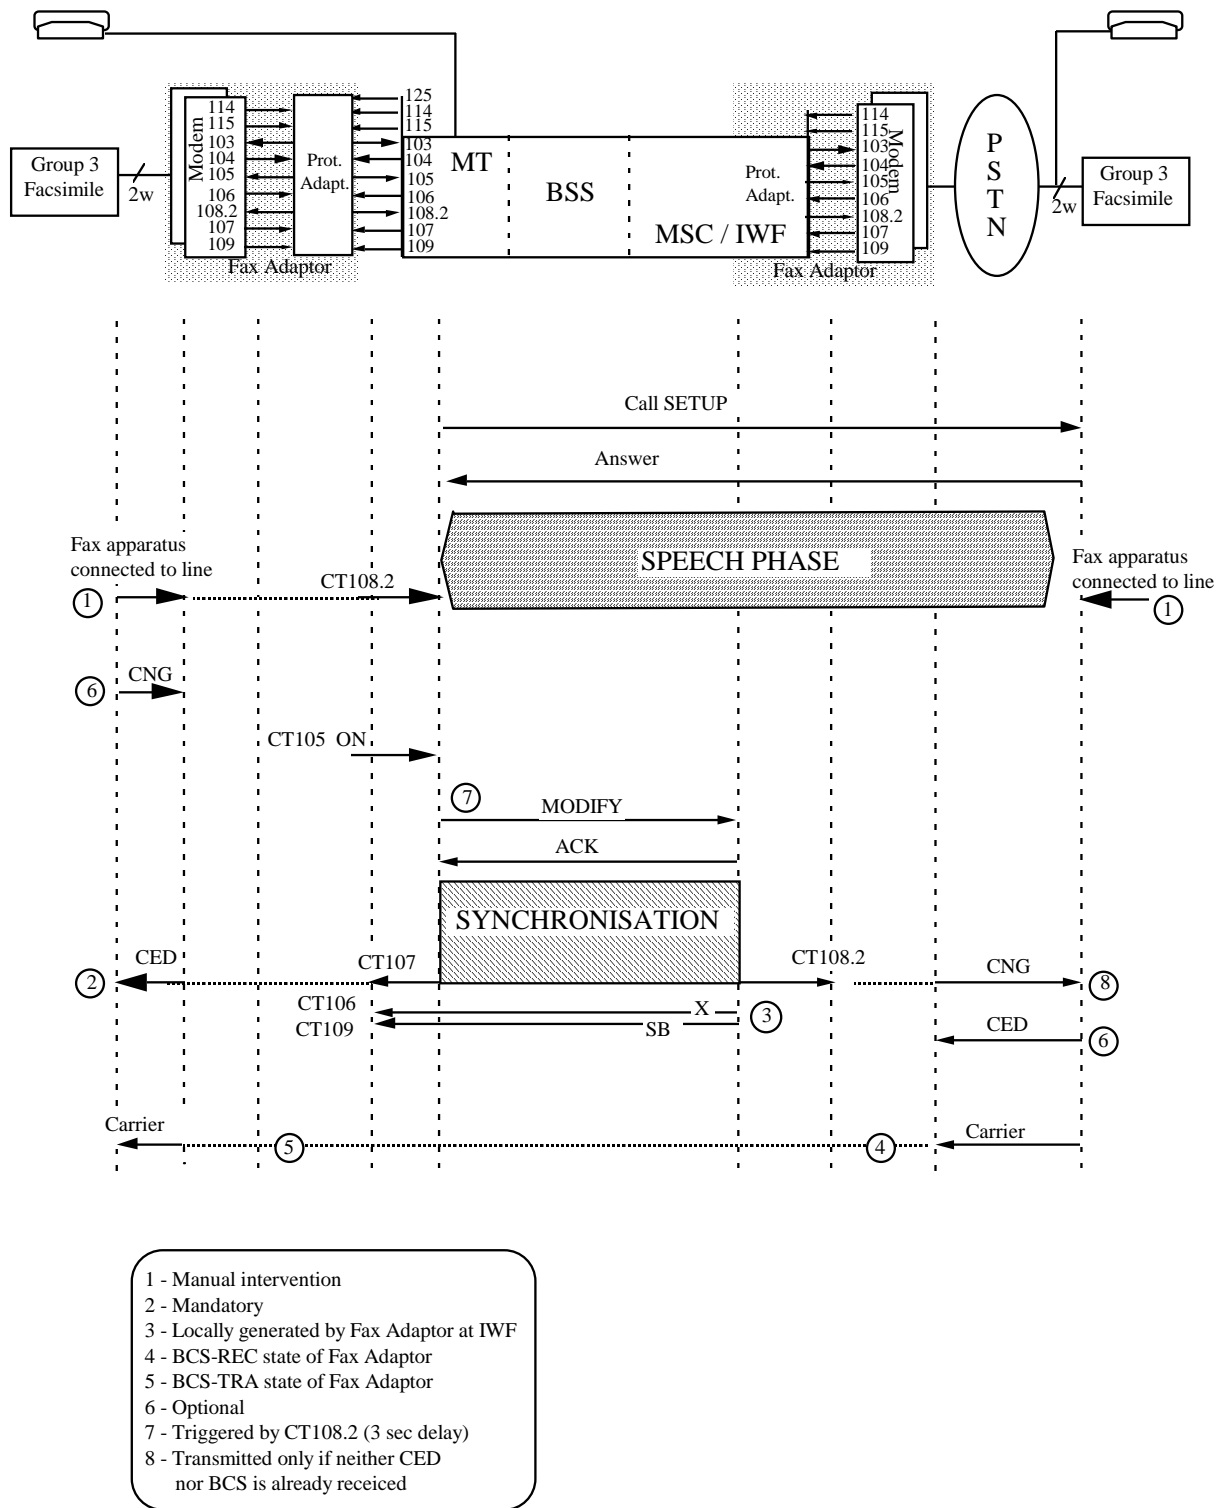 125
114
114
114
115
115
115
103
103
103
Modem
104
104
104
Modem
105
105
105
106
106
106
108.2
108.2
108.2
107
107
107
109
109
109
Group 3
Facsimile
2w
Prot.
Adapt.
MT
BSS
Prot.
Adapt.
MSC / IWF
P
S
T
N
2w
Group 3
Facsimile
Fax Adaptor
Fax Adaptor
Call SETUP
Answer
SPEECH PHASE
Fax apparatus
connected to line
1
CT108.2
Fax apparatus
connected to line
1
6
CNG
CT105 ON
7
MODIFY
ACK
SYNCHRONISATION
2
CED
CT107
CT108.2
CNG
8
CT106
X
3
CT109
SB
CED
6
Carrier
5
4
Carrier
1 - Manual intervention
2 - Mandatory
3 - Locally generated by Fax Adaptor at IWF
4 - BCS-REC state of Fax Adaptor
5 - BCS-TRA state of Fax Adaptor
6 - Optional
7 - Triggered by CT108.2 (3 sec delay)
8 - Transmitted only if neither CED
nor BCS is already receiced